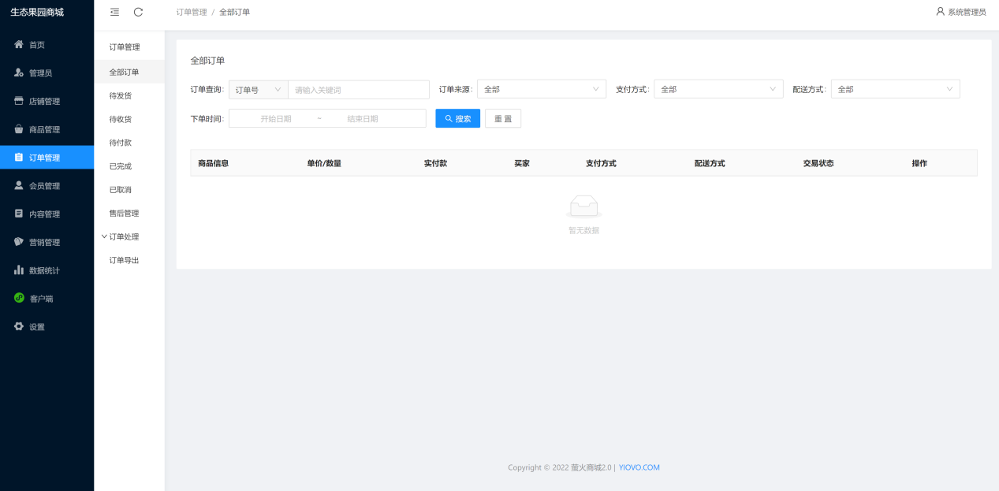 生态果园商城
订单管理 / 全部订单
系统管理员
首页
管理员
店铺管理
商品管理
订单管理
会员管理
内容管理
营销管理
数据统计
客户端
设置
订单管理
全部订单
待发货
待收货
待付款
已完成
已取消
售后管理
订单处理
订单导出
全部订单
订单查询: 订单号 请输入关键词 订单来源: 全部 支付方式: 全部 配送方式: 全部
下单时间: 开始日期 ~ 结束日期 搜索 重 置
商品信息 单价/数量 实付款 买家 支付方式 配送方式 交易状态 操作
暂无数据
Copyright © 2022 萤火商城2.0 | YIOVO.COM